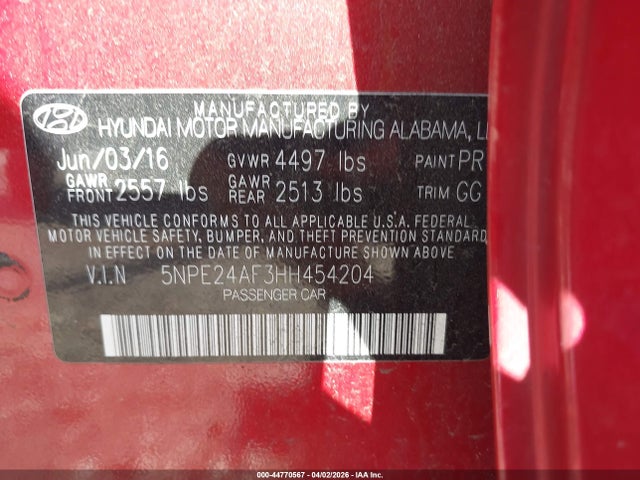 MANUFACTURED BY
HYUNDAI MOTOR MANUFACTURING ALABAMA,
Jun/03/16 GVWR 4497 lbs PAINT PR
GAWR FRONT 2557 lbs GAWR REAR 2513 lbs TRIM GG
THIS VEHICLE CONFORMS TO ALL APPLICABLE U.S.A. FEDERAL
MOTOR VEHICLE SAFETY, BUMPER, AND THEFT PREVENTION STANDARD
IN EFFECT ON THE DATE OF MANUFACTURE SHOWN ABOVE
V.I.N 5NPE24AF3HH454204
PASSENGER CAR
000-44770567 04/02/2026 - IAA Inc.